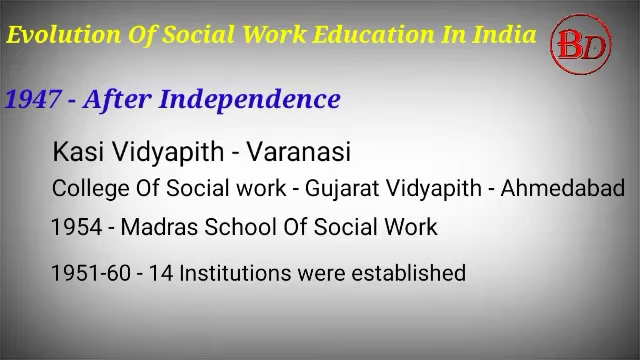 Evolution Of Social Work Education In India
BD
1947 - After Independence
Kasi Vidyapith - Varanasi
College Of Social work - Gujarat Vidyapith - Ahmedabad
1954 - Madras School Of Social Work
1951-60 - 14 Institutions were established